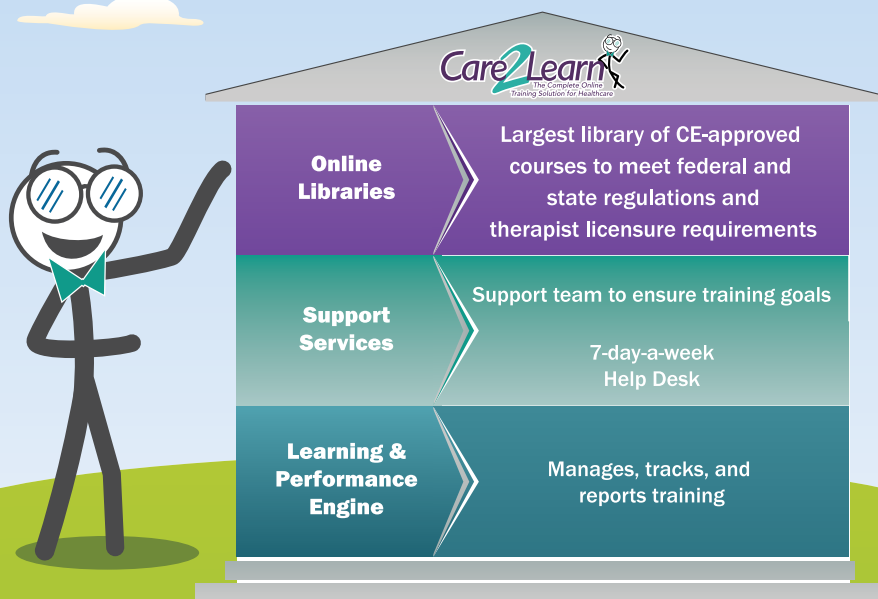 Care2Learn
The Complete Online
Training Solution for Healthcare
Online
Libraries
Largest library of CE-approved
courses to meet federal and
state regulations and
therapist licensure requirements
Support
Services
Support team to ensure training goals
7-day-a-week
Help Desk
Learning &
Performance
Engine
Manages, tracks, and
reports training